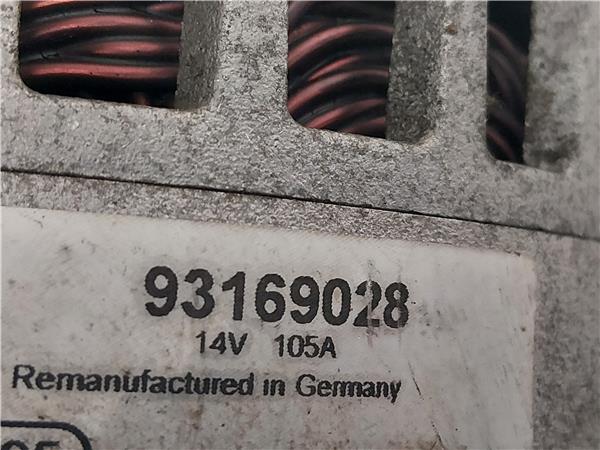 93169028
14V 105A
Remanufactured in Germany